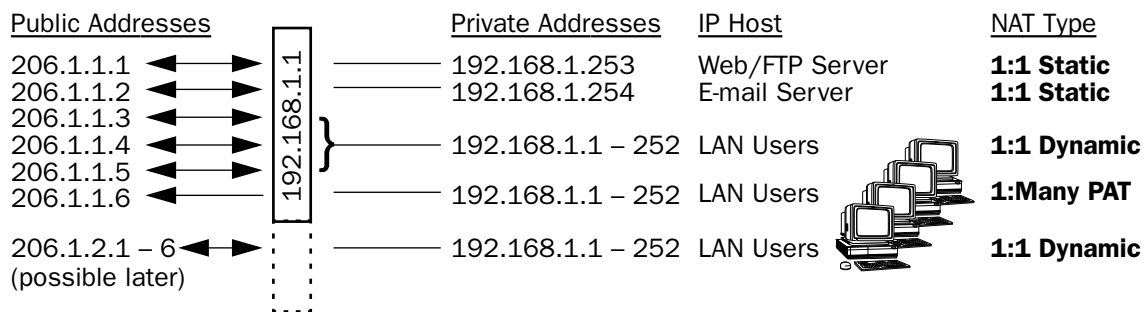 Public Addresses Private Addresses IP Host NAT Type
192.168.1.1
206.1.1.1 192.168.1.253 Web/FTP Server 1:1 Static
206.1.1.2 192.168.1.254 E-mail Server 1:1 Static
206.1.1.3
206.1.1.4 192.168.1.1 – 252 LAN Users 1:1 Dynamic
206.1.1.5
206.1.1.6 192.168.1.1 – 252 LAN Users 1:Many PAT
206.1.2.1 – 6 192.168.1.1 – 252 LAN Users 1:1 Dynamic
(possible later)